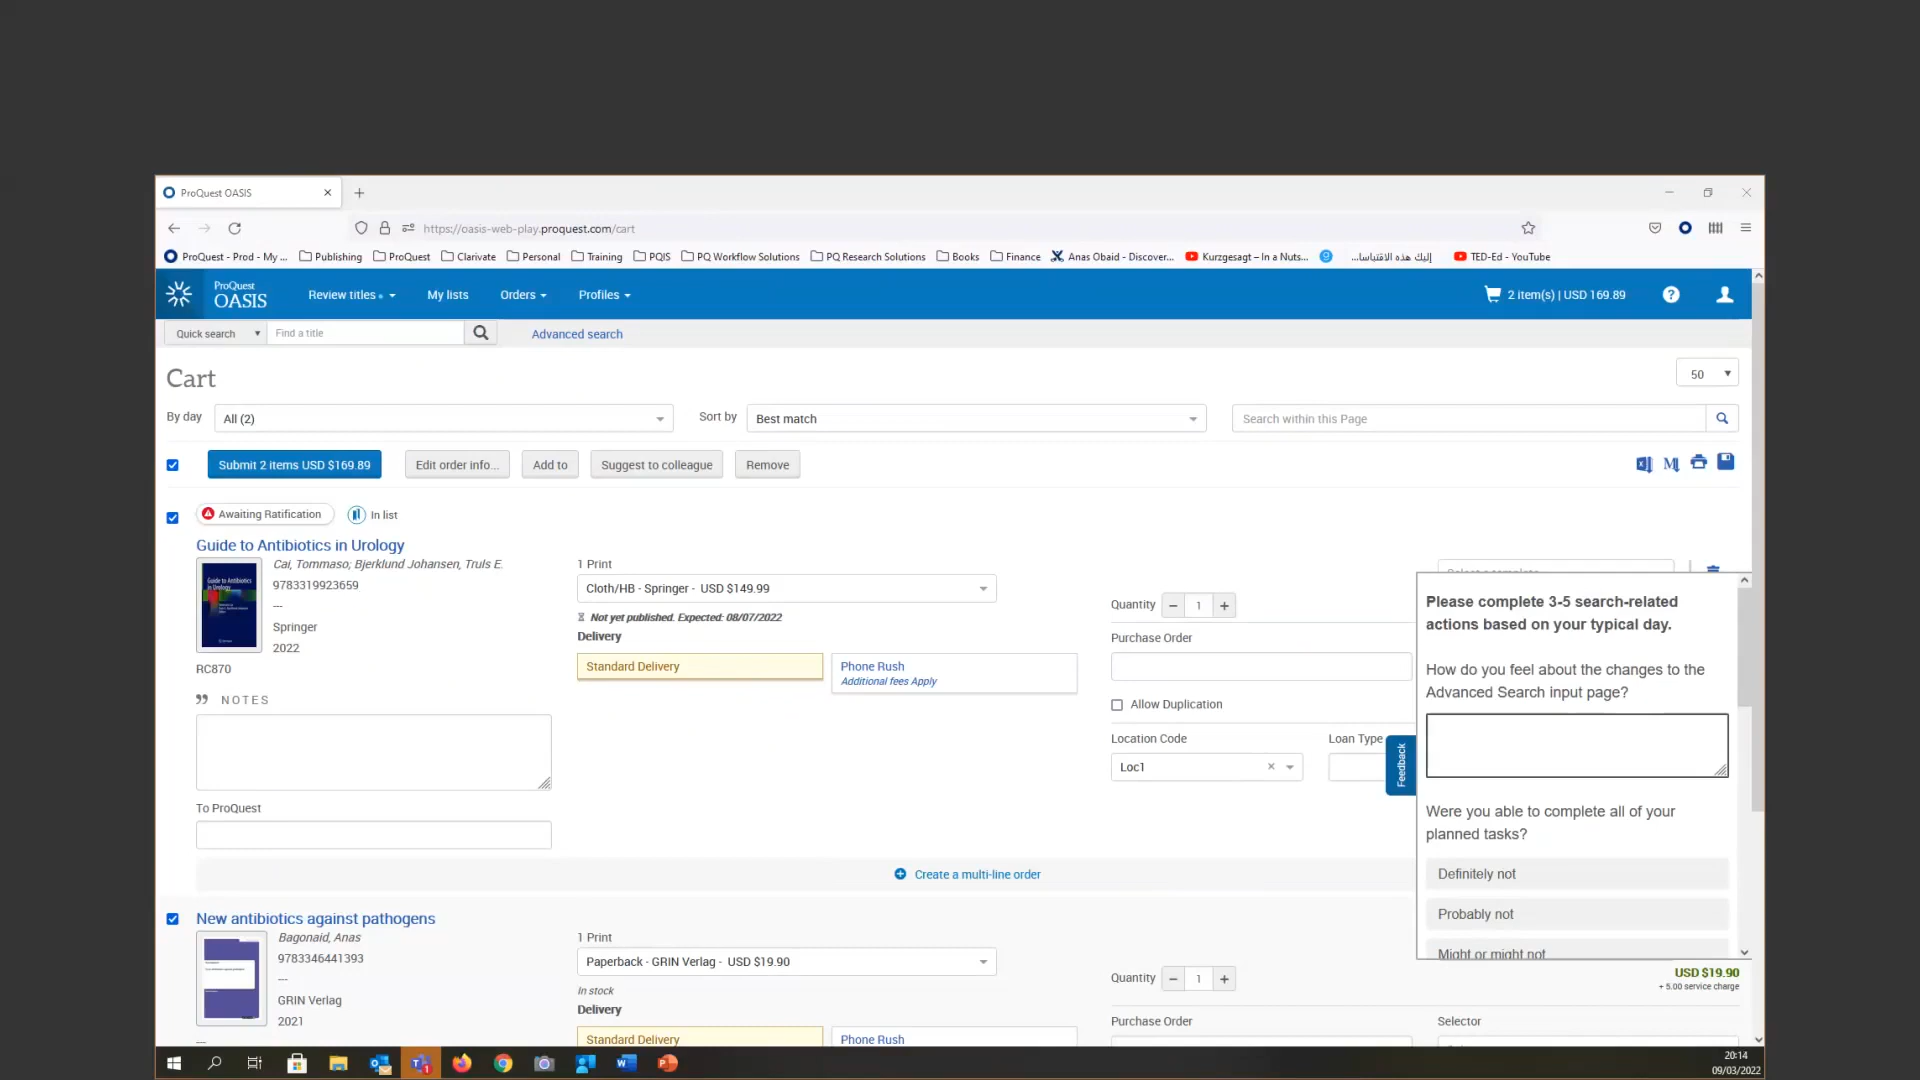 ProQuest OASIS
https://oasis-web-play.proquest.com/cart
ProQuest - Prod - My ... Publishing ProQuest Clarivate Personal Training PQIS PQ Workflow Solutions PQ Research Solutions Books Finance Anas Obaid - Discover... Kurzgesagt – In a Nuts... إليك هذه الاقتباسا... TED-Ed - YouTube
ProQuest
OASIS
Review titles My lists Orders Profiles 2 item(s) | USD 169.89
Quick search Find a title Advanced search
Cart
50
By day All (2) Sort by Best match Search within this Page
Submit 2 items USD $169.89 Edit order info... Add to Suggest to colleague Remove
Awaiting Ratification In list
Guide to Antibiotics in Urology
Cai, Tommaso; Bjerklund Johansen, Truls E.
9783319923659
---
Springer
2022
RC870
NOTES
To ProQuest
1 Print
Cloth/HB - Springer - USD $149.99
Not yet published. Expected: 08/07/2022
Delivery
Standard Delivery
Phone Rush
Additional fees Apply
Quantity 1
Purchase Order
Allow Duplication
Location Code Loan Type
Loc1
Feedback
Please complete 3-5 search-related
actions based on your typical day.
How do you feel about the changes to the
Advanced Search input page?
Were you able to complete all of your
planned tasks?
Definitely not
Probably not
Might or might not
Create a multi-line order
New antibiotics against pathogens
Bagonaid, Anas
9783346441393
---
GRIN Verlag
2021
---
1 Print
Paperback - GRIN Verlag - USD $19.90
In stock
Delivery
Standard Delivery
Phone Rush
Quantity 1
USD $19.90
+ 5.00 service charge
Purchase Order
Selector
20:14
09/03/2022